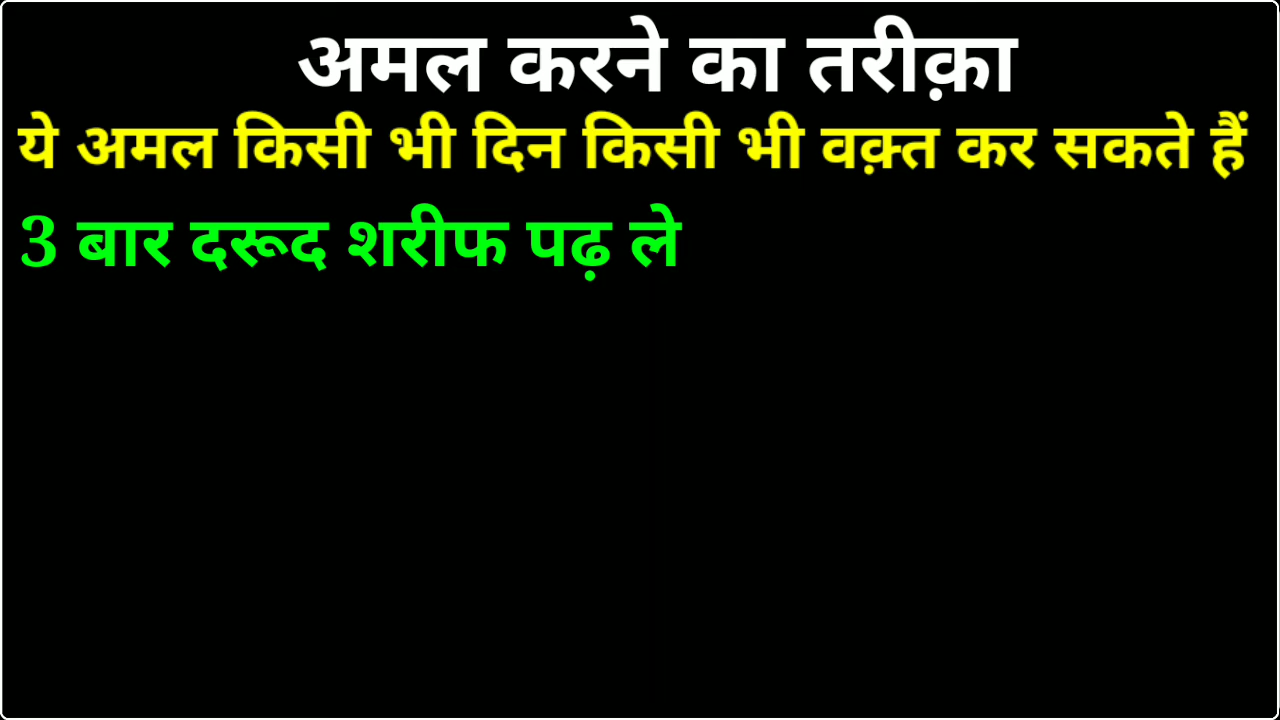 अमल करने का तरीक़ा
ये अमल किसी भी दिन किसी भी वक़्त कर सकते हैं
3 बार दरूद शरीफ पढ़ ले